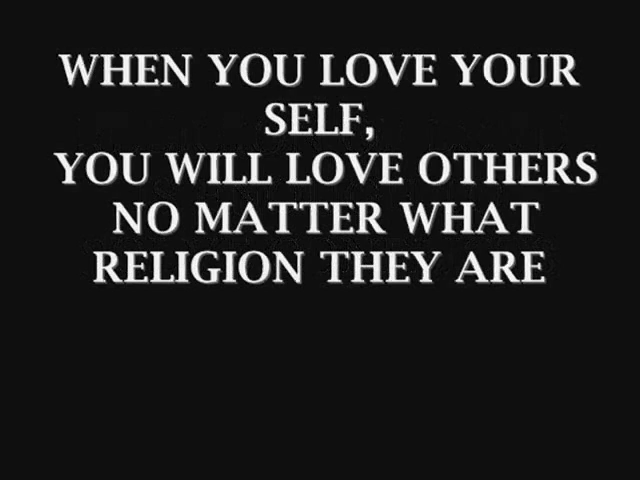 WHEN YOU LOVE YOUR
SELF,
YOU WILL LOVE OTHERS
NO MATTER WHAT
RELIGION THEY ARE